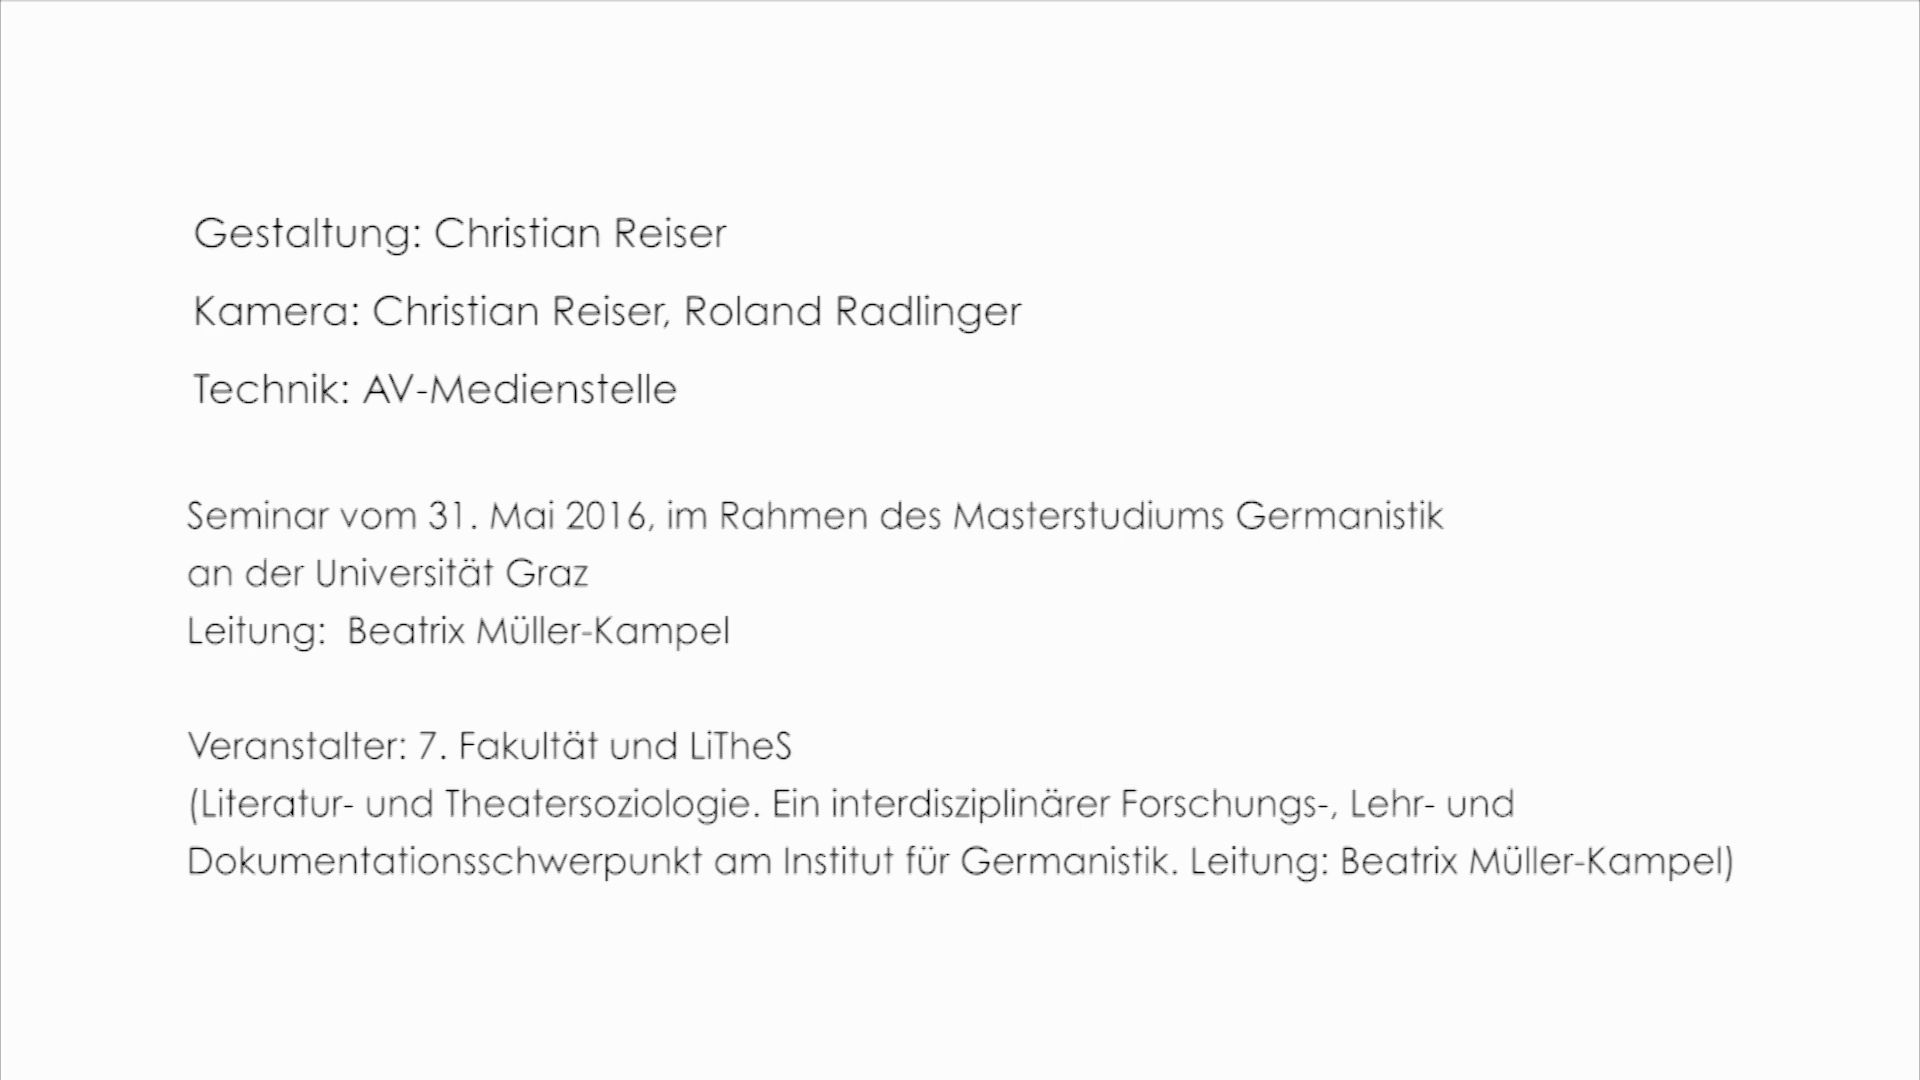 Gestaltung: Christian Reiser
Kamera: Christian Reiser, Roland Radlinger
Technik: AV-Medienstelle
Seminar vom 31. Mai 2016, im Rahmen des Masterstudiums Germanistik
an der Universität Graz
Leitung:  Beatrix Müller-Kampel
Veranstalter: 7. Fakultät und LiTheS
(Literatur- und Theatersoziologie. Ein interdisziplinärer Forschungs-, Lehr- und
Dokumentationsschwerpunkt am Institut für Germanistik. Leitung: Beatrix Müller-Kampel)